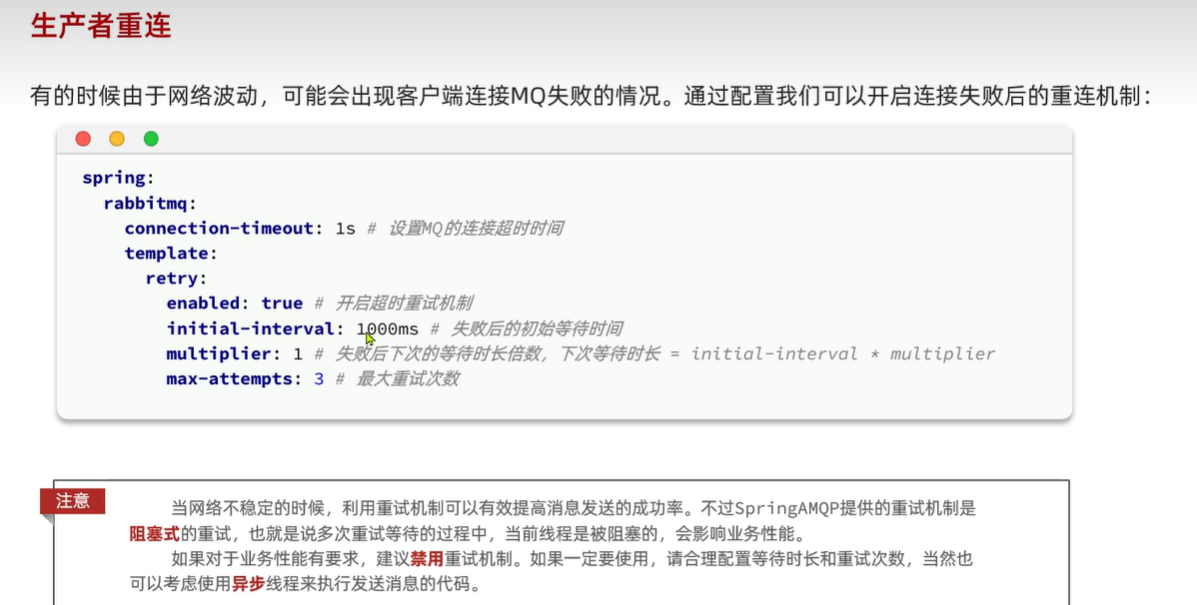 生产者重连
有的时候由于网络波动，可能会出现客户端连接MQ失败的情况。通过配置我们可以开启连接失败后的重连机制：
spring:
  rabbitmq:
    connection-timeout: 1s # 设置MQ的连接超时时间
    template:
      retry:
        enabled: true # 开启超时重试机制
        initial-interval: 1000ms # 失败后的初始等待时间
        multiplier: 1 # 失败后下次的等待时长倍数，下次等待时长 = initial-interval * multiplier
        max-attempts: 3 # 最大重试次数
注意
当网络不稳定的时候，利用重试机制可以有效提高消息发送的成功率。不过SpringAMQP提供的重试机制是
阻塞式的重试，也就是说多次重试等待的过程中，当前线程是被阻塞的，会影响业务性能。
如果对于业务性能有要求，建议禁用重试机制。如果一定要使用，请合理配置等待时长和重试次数，当然也
可以考虑使用异步线程来执行发送消息的代码。